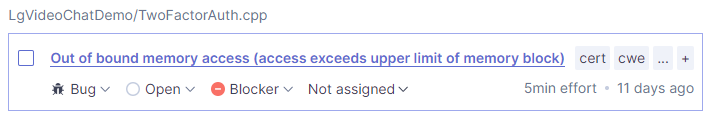 LgVideoChatDemo/TwoFactorAuth.cpp
Out of bound memory access (access exceeds upper limit of memory block) cert cwe ... +
Bug Open Blocker Not assigned 5min effort • 11 days ago